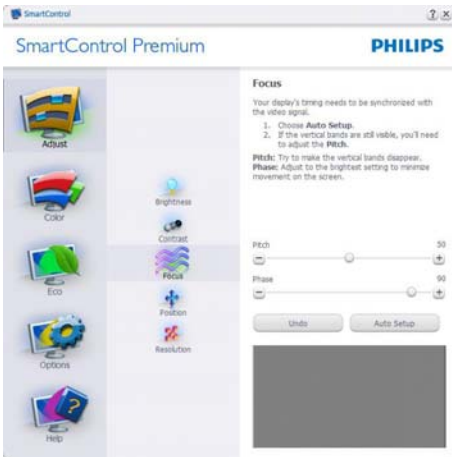 SmartControl
? ×
SmartControl Premium
PHILIPS
Adjust
Color
Eco
Options
Help
Brightness
Contrast
Focus
Position
Resolution
Focus
Your display's timing needs to be synchronized with
the video signal.
1. Choose Auto Setup.
2. If the vertical bands are still visible, you'll need
to adjust the Pitch.
Pitch: Try to make the vertical bands disappear.
Phase: Adjust to the brightest setting to minimize
movement on the screen.
Pitch 50
Phase 90
Undo Auto Setup